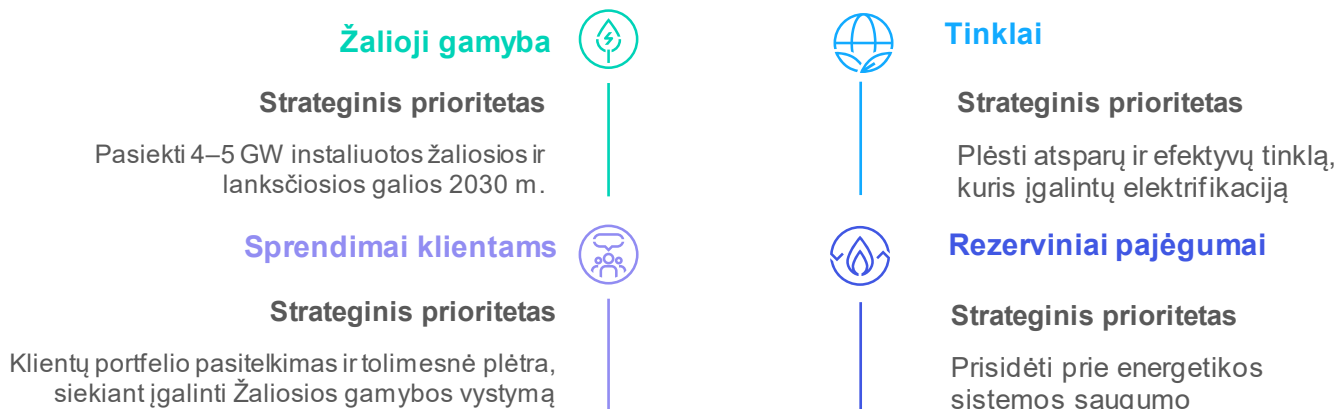 Žalioji gamyba
Strateginis prioritetas
Pasiekti 4–5 GW instaliuotos žaliosios ir
lanksčiosios galios 2030 m.
Tinklai
Strateginis prioritetas
Plėsti atsparų ir efektyvų tinklą,
kuris įgalintų elektrifikaciją
Sprendimai klientams
Strateginis prioritetas
Klientų portfelio pasitelkimas ir tolimesnė plėtra,
siekiant įgalinti Žaliosios gamybos vystymą
Rezerviniai pajėgumai
Strateginis prioritetas
Prisidėti prie energetikos
sistemos saugumo